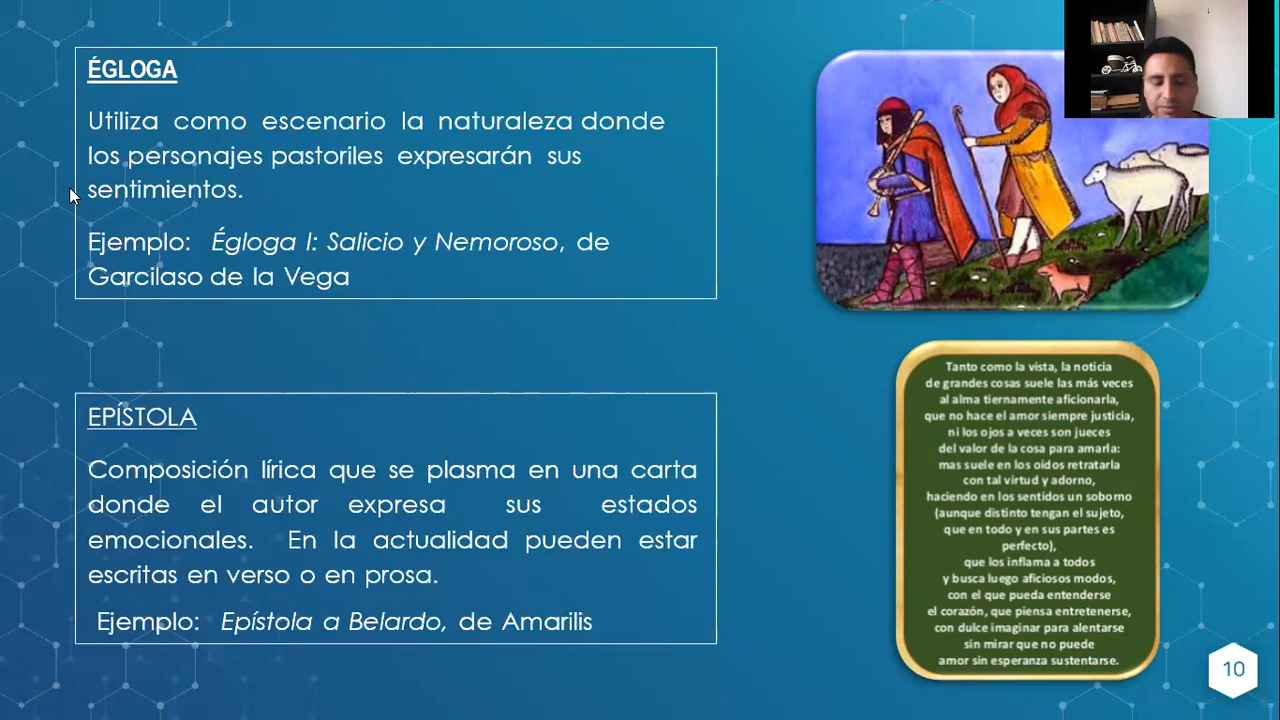 ÉGLOGA
Utiliza como escenario la naturaleza donde
los personajes pastoriles expresarán sus
sentimientos.
Ejemplo: Égloga I: Salicio y Nemoroso, de
Garcilaso de la Vega
EPÍSTOLA
Composición lírica que se plasma en una carta
donde el autor expresa sus estados
emocionales. En la actualidad pueden estar
escritas en verso o en prosa.
Ejemplo: Epístola a Belardo, de Amarilis
Tanto como la vista, la noticia
de grandes cosas suele las más veces
al alma tiernamente aficionarla,
que no hace el amor siempre justicia,
ni los ojos a veces son jueces
del valor de la cosa para amarla:
mas suele en los oídos retratarla
con tal virtud y adorno,
haciendo en los sentidos un soborno
(aunque distinto tengan el sujeto,
que en todo y en sus partes es
perfecto),
que los inflama a todos
y busca luego aficiosos modos,
con el que pueda entenderse
el corazón, que piensa entretenerse,
con dulce imaginar para alentarse
sin mirar que no puede
amor sin esperanza sustentarse.
10